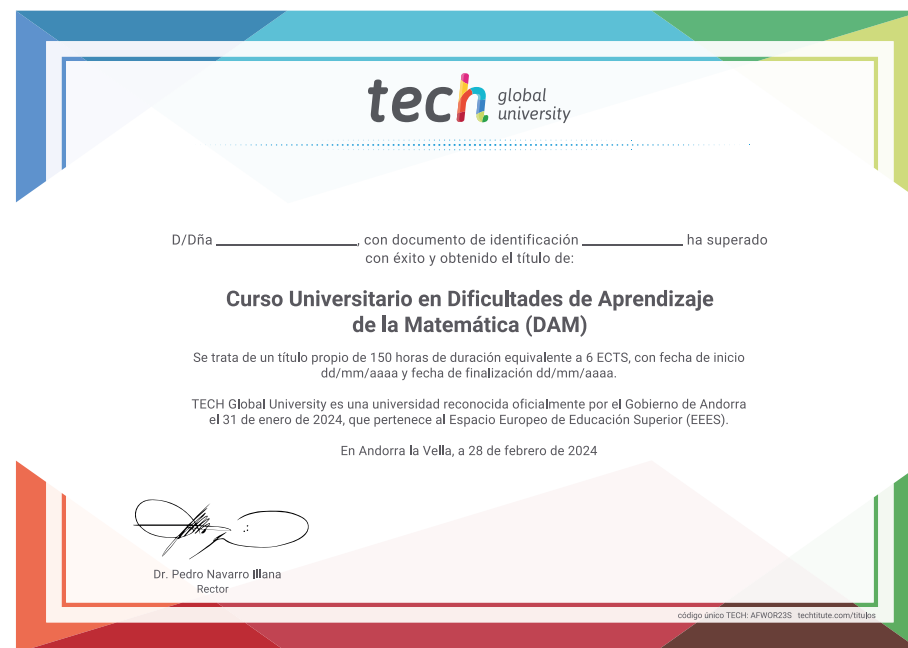 tech global university
D/Dña ____________________, con documento de identificación ______________ ha superado
con éxito y obtenido el título de:
Curso Universitario en Dificultades de Aprendizaje
de la Matemática (DAM)
Se trata de un título propio de 150 horas de duración equivalente a 6 ECTS, con fecha de inicio
dd/mm/aaaa y fecha de finalización dd/mm/aaaa.
TECH Global University es una universidad reconocida oficialmente por el Gobierno de Andorra
el 31 de enero de 2024, que pertenece al Espacio Europeo de Educación Superior (EEES).
En Andorra la Vella, a 28 de febrero de 2024
Dr. Pedro Navarro Illana
Rector
código único TECH: AFWOR23S techtitute.com/titulos